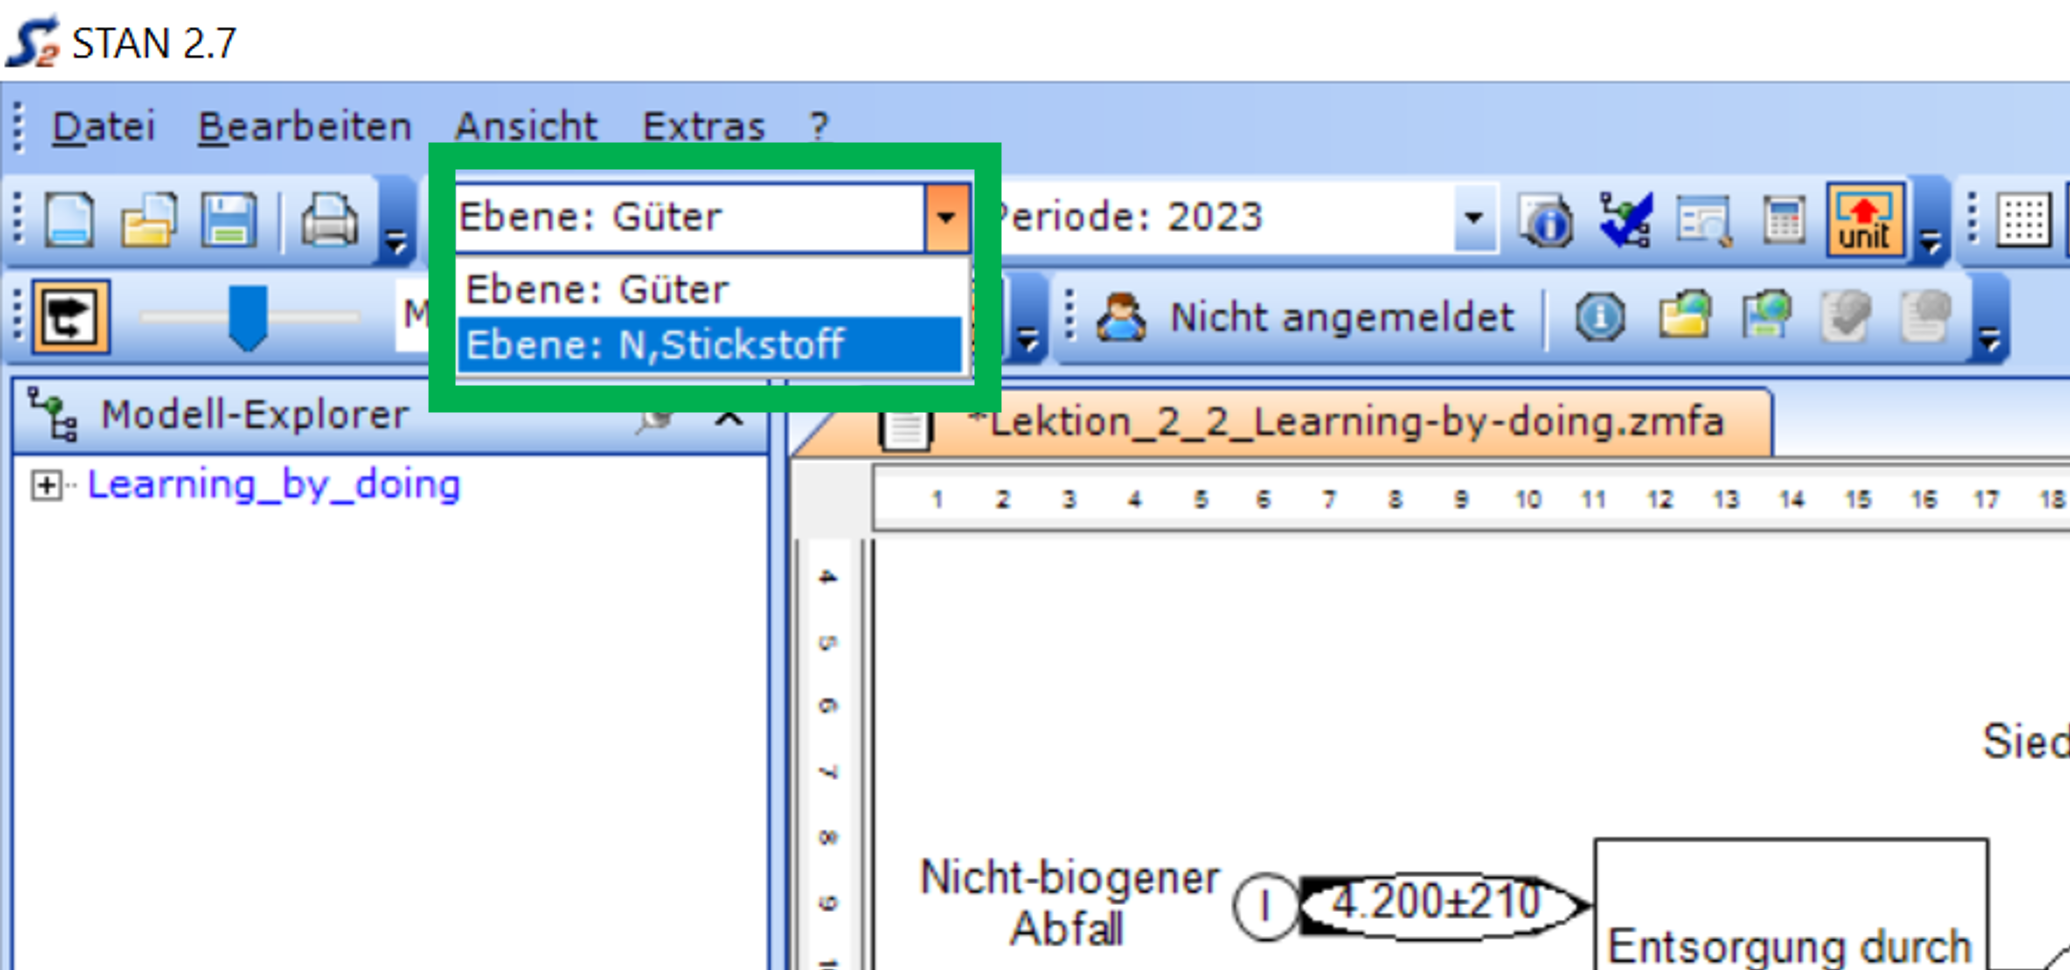 STAN 2.7
Datei Bearbeiten Ansicht Extras ?
Ebene: Güter
Periode: 2023
unit
Ebene: Güter
Ebene: N,Stickstoff
Nicht angemeldet
Modell-Explorer
*Lektion_2_2_Learning-by-doing.zmfa
Learning_by_doing
1 2 3 4 5 6 7 8 9 10 11 12 13 14 15 16 17 18
4
5
6
7
8
9
Sied
Nicht-biogener
Abfall
I
4.200±210
Entsorgung durch